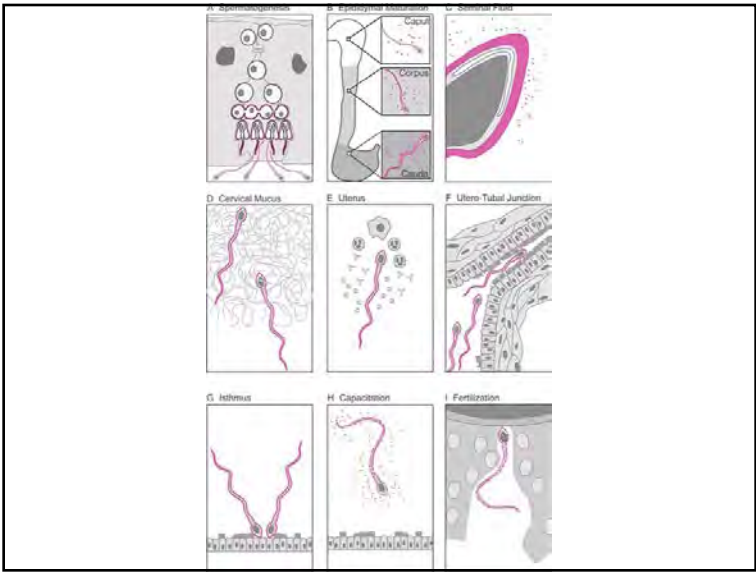 A Spermatogenesis
B Epididymal Maturation
C Seminal Fluid
Caput
Corpus
Cauda
D Cervical Mucus
E Uterus
F Utero-Tubal Junction
G Isthmus
H Capacitation
I Fertilization